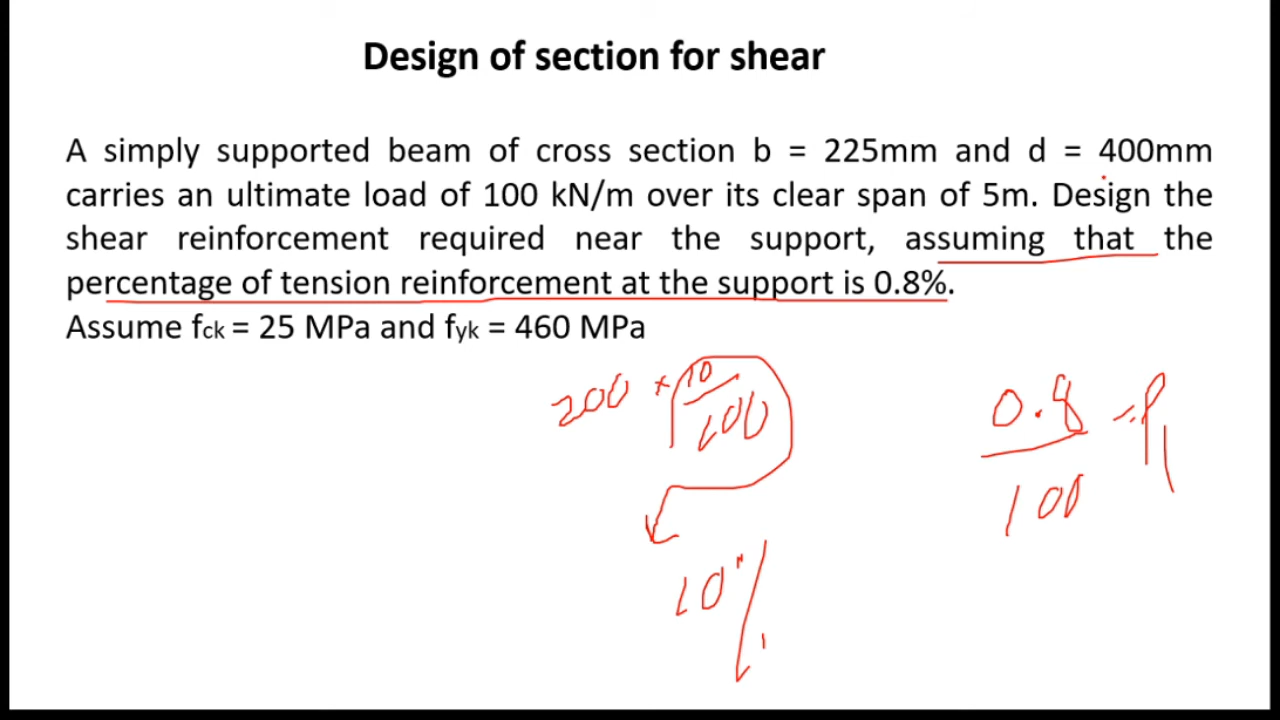 Design of section for shear
A simply supported beam of cross section b = 225mm and d = 400mm
carries an ultimate load of 100 kN/m over its clear span of 5m. Design the
shear reinforcement required near the support, assuming that the
percentage of tension reinforcement at the support is 0.8%.
Assume fck = 25 MPa and fyk = 460 MPa
200 × 10/100
0.8/100 = ρ1
10%